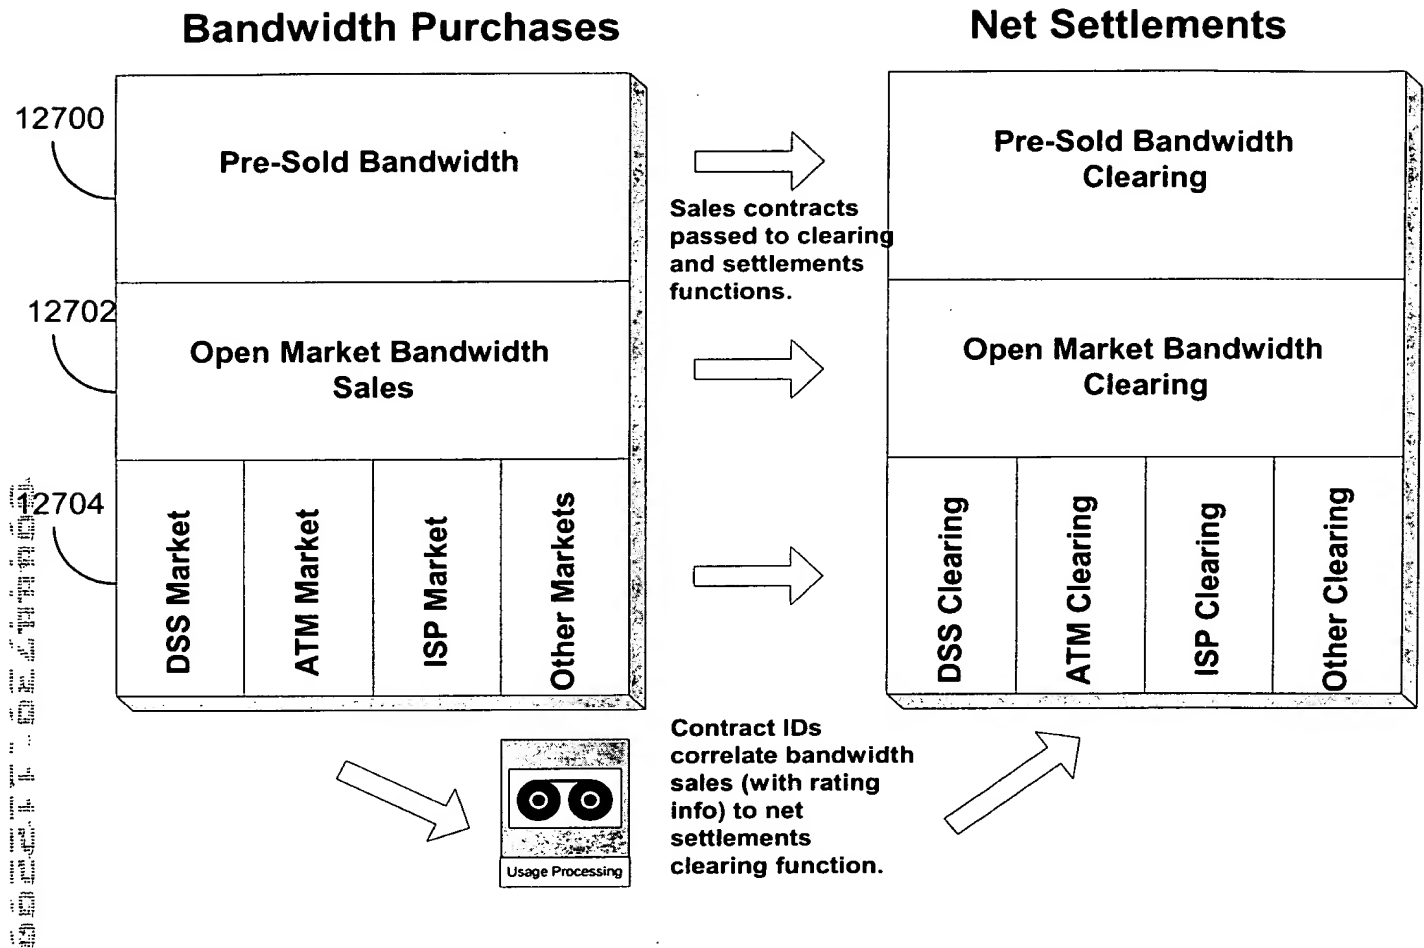 Bandwidth Purchases
Net Settlements
12700
Pre-Sold Bandwidth
Pre-Sold Bandwidth
Clearing
Sales contracts
passed to clearing
and settlements
functions.
12702
Open Market Bandwidth
Sales
Open Market Bandwidth
Clearing
12704
DSS Market
ATM Market
ISP Market
Other Markets
DSS Clearing
ATM Clearing
ISP Clearing
Other Clearing
Contract IDs
correlate bandwidth
sales (with rating
info) to net
settlements
clearing function.
Usage Processing